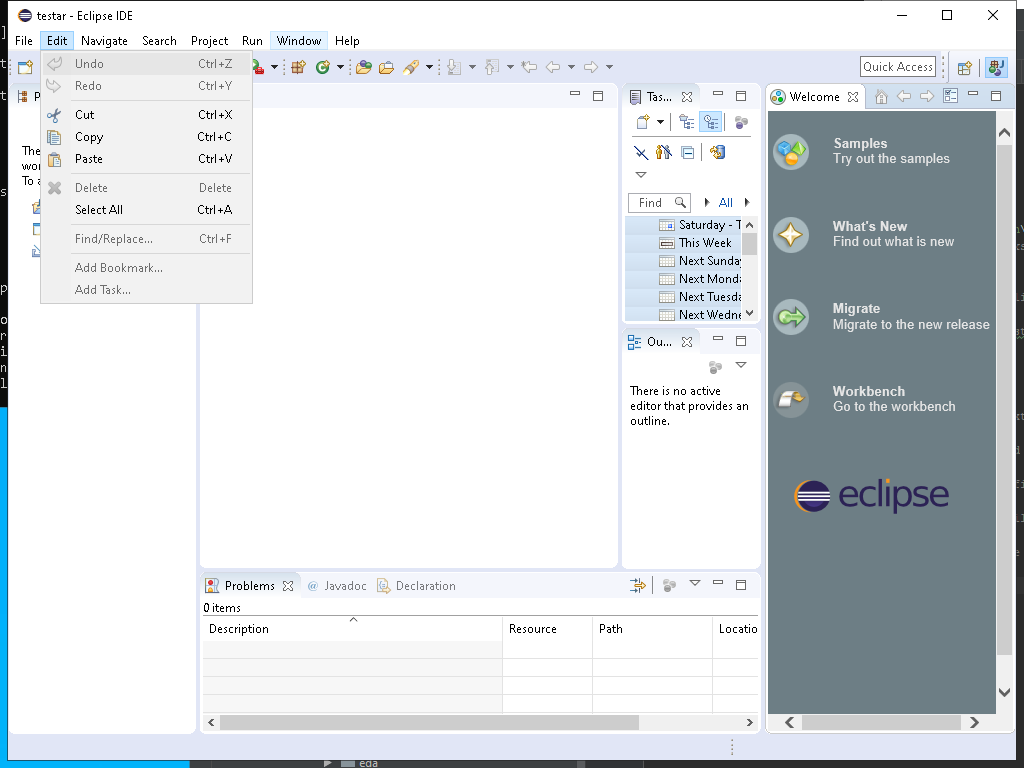 testar - Eclipse IDE
File Edit Navigate Search Project Run Window Help
Undo Ctrl+Z
Redo Ctrl+Y
Cut Ctrl+X
Copy Ctrl+C
Paste Ctrl+V
Delete Delete
Select All Ctrl+A
Find/Replace... Ctrl+F
Add Bookmark...
Add Task...
Quick Access
Tas...
Find All
Saturday - T
This Week
Next Sunday
Next Monda
Next Tuesda
Next Wedne
Ou...
There is no active
editor that provides an
outline.
Welcome
Samples
Try out the samples
What's New
Find out what is new
Migrate
Migrate to the new release
Workbench
Go to the workbench
eclipse
Problems @ Javadoc Declaration
0 items
Description Resource Path Locatio
eda